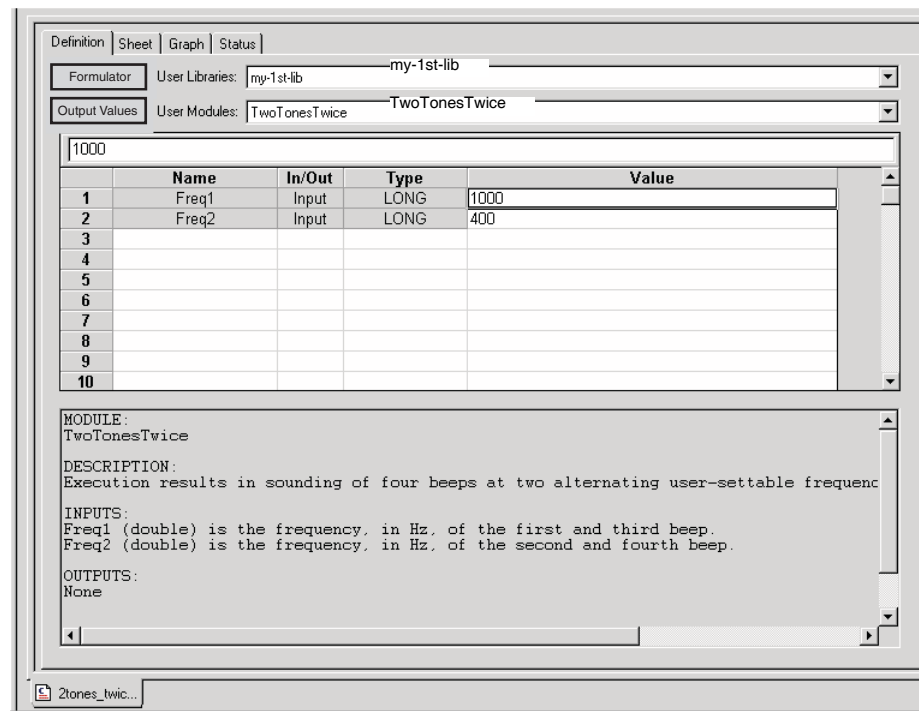 Definition Sheet Graph Status
my-1st-lib
Formulator User Libraries: my-1st-lib
TwoTonesTwice
Output Values User Modules: TwoTonesTwice
1000
Name In/Out Type Value
1 Freq1 Input LONG 1000
2 Freq2 Input LONG 400
3
4
5
6
7
8
9
10
MODULE:
TwoTonesTwice
DESCRIPTION:
Execution results in sounding of four beeps at two alternating user-settable frequenc
INPUTS:
Freq1 (double) is the frequency, in Hz, of the first and third beep.
Freq2 (double) is the frequency, in Hz, of the second and fourth beep.
OUTPUTS:
None
2tones_twic...